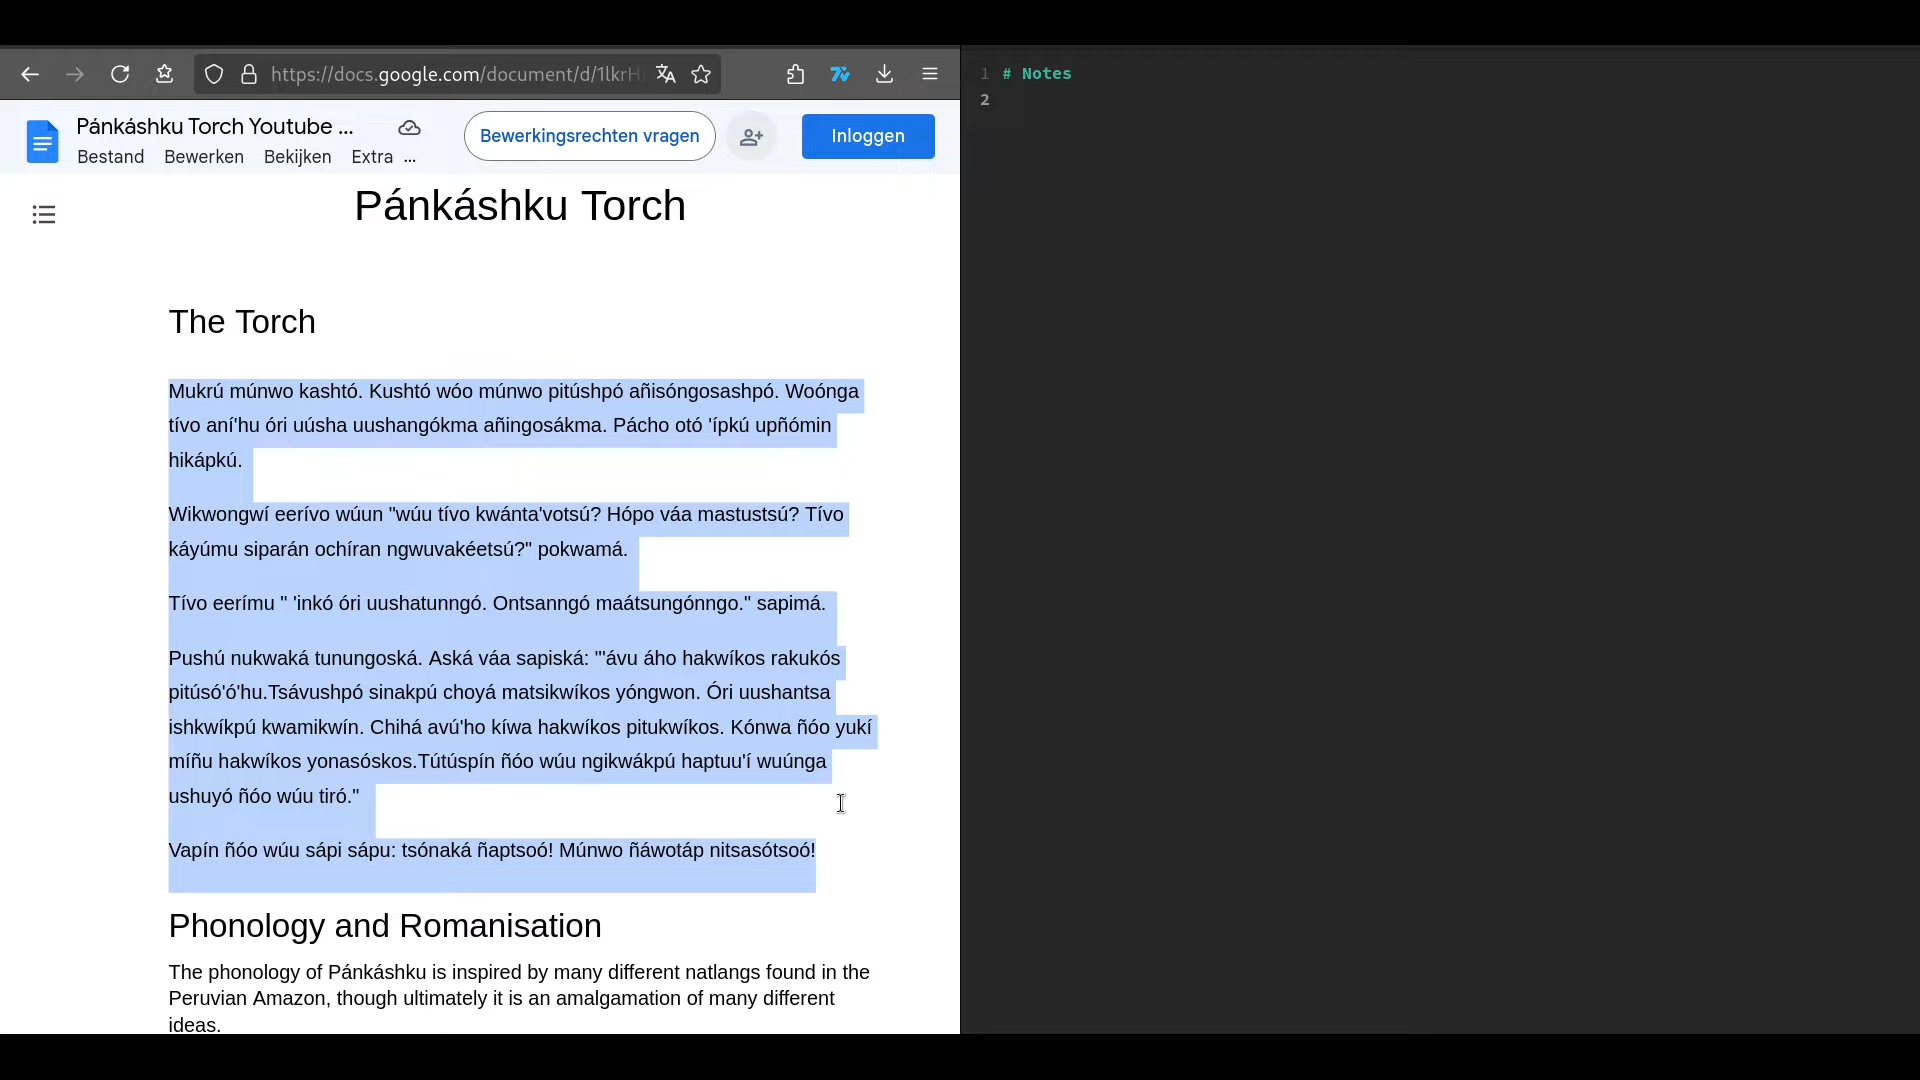 https://docs.google.com/document/d/1lkrH
Pánkáshku Torch Youtube ...
Bestand Bewerken Bekijken Extra ...
Bewerkingsrechten vragen
Inloggen
Pánkáshku Torch
The Torch
Mukrú múnwo kashtó. Kushtó wóo múnwo pitúshpó añisóngosashpó. Woónga
tívo aní'hu óri uúsha uushangókma añingosákma. Pácho otó 'ípkú upñómin
hikápkú.
Wikwongwí eerívo wúun "wúu tívo kwánta'votsú? Hópo váa mastustsú? Tívo
káyúmu siparán ochíran ngwuvakéetsú?" pokwamá.
Tívo eerímu " 'inkó óri uushatunngó. Ontsanngó maátsungónngo." sapimá.
Pushú nukwaká tunungoská. Aská váa sapiská: "'ávu áho hakwíkos rakukós
pitúsó'ó'hu.Tsávushpó sinakpú choyá matsikwíkos yóngwon. Óri uushantsa
ishkwíkpú kwamikwín. Chihá avú'ho kíwa hakwíkos pitukwíkos. Kónwa ñóo yukí
míñu hakwíkos yonasóskos.Tútúspín ñóo wúu ngikwákpú haptuu'í wuúnga
ushuyó ñóo wúu tiró."
Vapín ñóo wúu sápi sápu: tsónaká ñaptsoó! Múnwo ñáwotáp nitsasótsoó!
Phonology and Romanisation
The phonology of Pánkáshku is inspired by many different natlangs found in the
Peruvian Amazon, though ultimately it is an amalgamation of many different
ideas.
1 # Notes
2